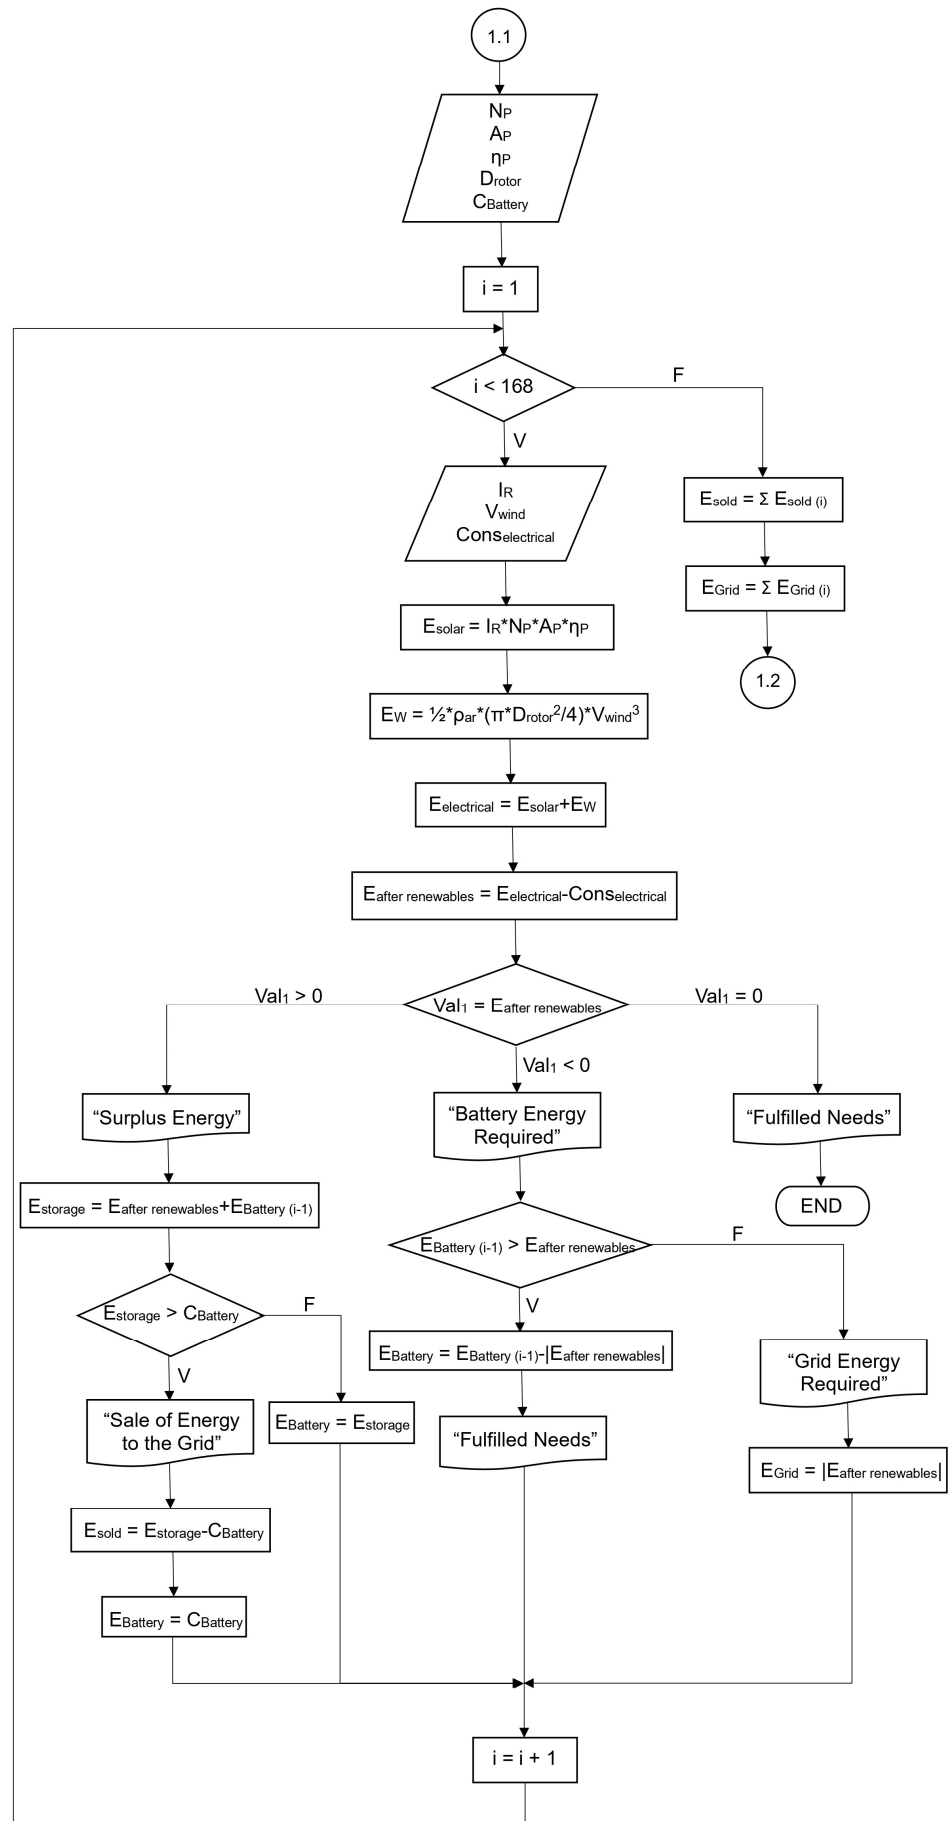 1.1
NP
AP
ηP
Drotor
CBattery
i = 1
i < 168
F
V
IR
Vwind
Conselectrical
Esold = Σ Esold (i)
EGrid = Σ EGrid (i)
1.2
Esolar = IR*NP*AP*ηP
EW = ½*ρar*(π*Drotor²/4)*Vwind³
Eelectrical = Esolar+EW
Eafter renewables = Eelectrical-Conselectrical
Val₁ = Eafter renewables
Val₁ > 0
Val₁ = 0
Val₁ < 0
“Surplus Energy”
“Battery Energy
Required”
“Fulfilled Needs”
END
Estorage = Eafter renewables+EBattery (i-1)
EBattery (i-1) > Eafter renewables
F
V
Estorage > CBattery
F
V
EBattery = EBattery (i-1)-|Eafter renewables|
“Grid Energy
Required”
“Sale of Energy
to the Grid”
EBattery = Estorage
“Fulfilled Needs”
EGrid = |Eafter renewables|
Esold = Estorage-CBattery
EBattery = CBattery
i = i + 1